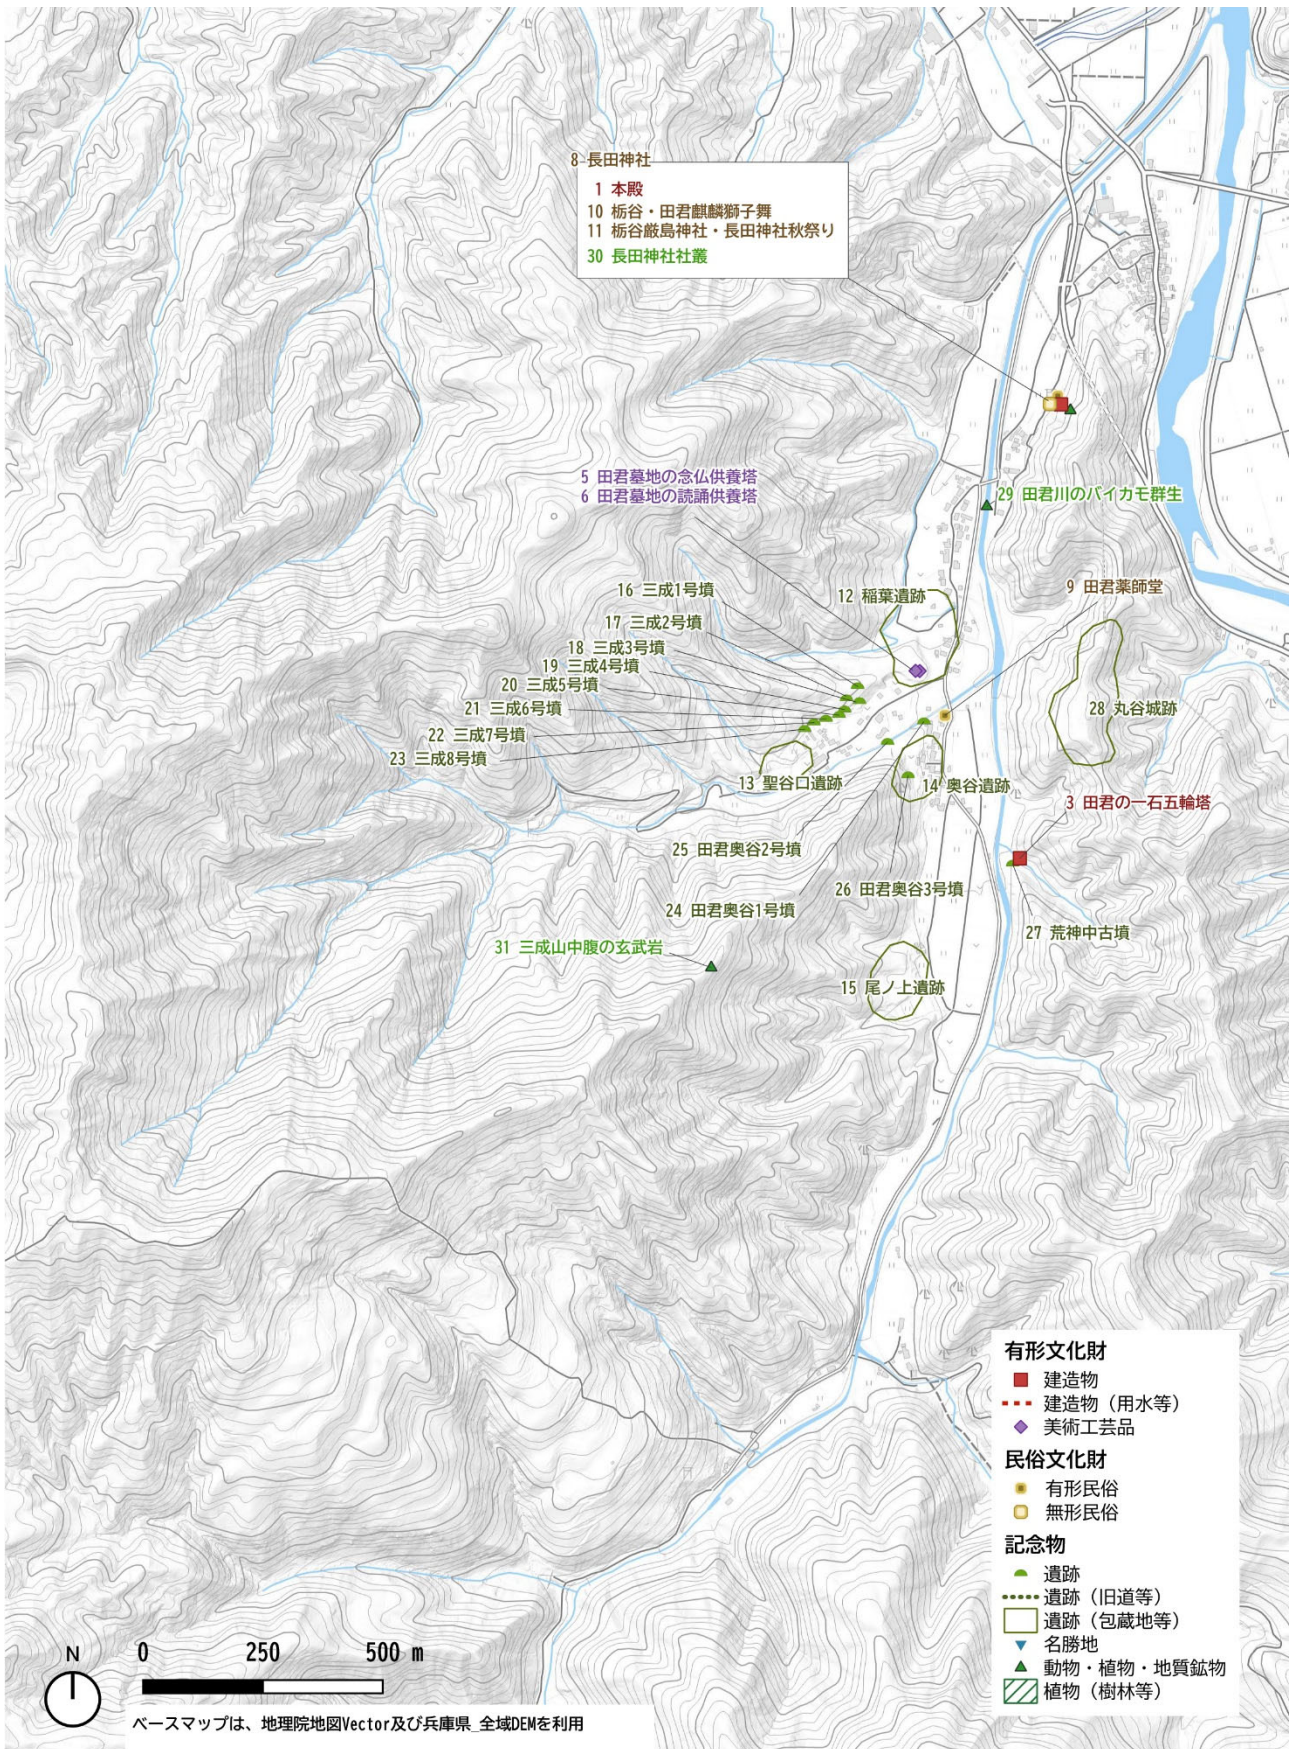 8 長田神社
1 本殿
10 栃谷・田君麒麟獅子舞
11 栃谷厳島神社・長田神社秋祭り
30 長田神社社叢
5 田君墓地の念仏供養塔
6 田君墓地の読誦供養塔
29 田君川のバイカモ群生
16 三成1号墳
12 稲葉遺跡
9 田君薬師堂
17 三成2号墳
18 三成3号墳
19 三成4号墳
20 三成5号墳
21 三成6号墳
22 三成7号墳
23 三成8号墳
28 丸谷城跡
13 聖谷口遺跡
14 奥谷遺跡
3 田君の一石五輪塔
25 田君奥谷2号墳
26 田君奥谷3号墳
24 田君奥谷1号墳
27 荒神中古墳
31 三成山中腹の玄武岩
15 尾ノ上遺跡
有形文化財
建造物
建造物（用水等）
美術工芸品
民俗文化財
有形民俗
無形民俗
記念物
遺跡
遺跡（旧道等）
遺跡（包蔵地等）
名勝地
動物・植物・地質鉱物
植物（樹林等）
N
0 250 500 m
ベースマップは、地理院地図Vector及び兵庫県_全域DEMを利用